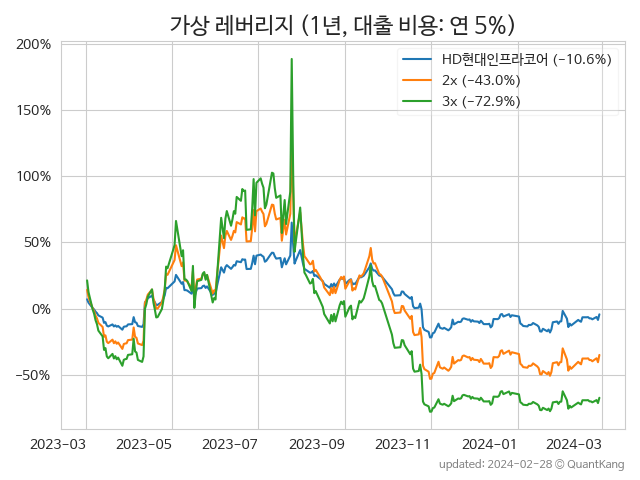 가상 레버리지 (1년, 대출 비용: 연 5%)
HD현대인프라코어 (−10.6%)
2x (−43.0%)
3x (−72.9%)
200%
150%
100%
50%
0%
−50%
2023-03 2023-05 2023-07 2023-09 2023-11 2024-01 2024-03
updated: 2024-02-28 © QuantKang